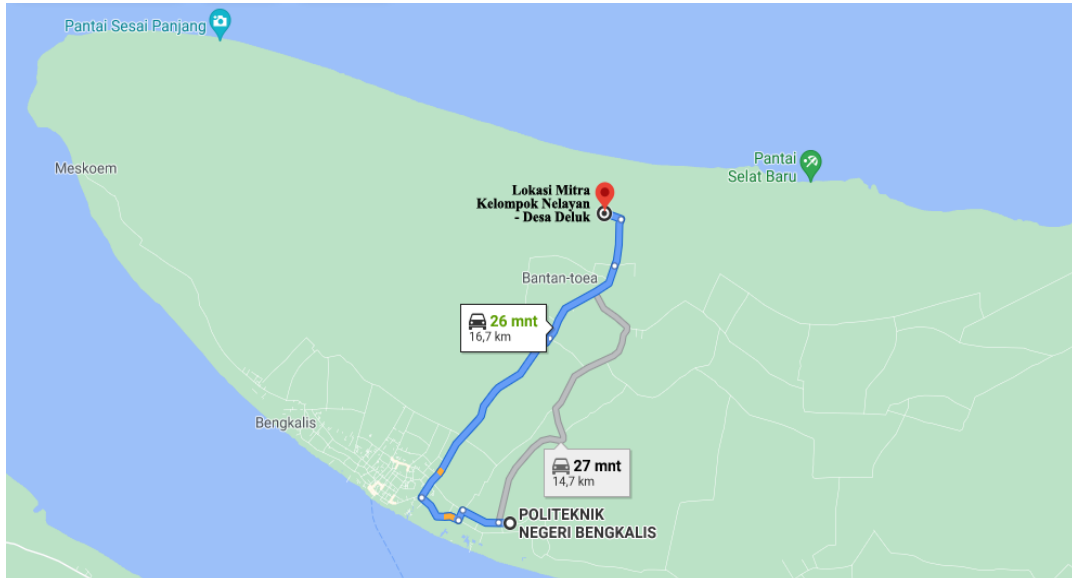 Pantai Sesai Panjang
Meskoem
Pantai
Selat Baru
Lokasi Mitra
Kelompok Nelayan
- Desa Deluk
Bantan-toea
26 mnt
16,7 km
Bengkalis
27 mnt
14,7 km
POLITEKNIK
NEGERI BENGKALIS